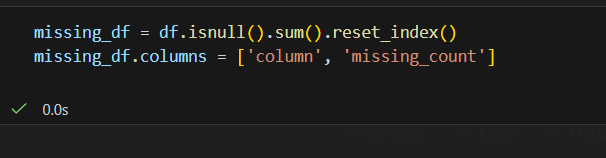 missing_df = df.isnull().sum().reset_index()
missing_df.columns = ['column', 'missing_count']
0.0s